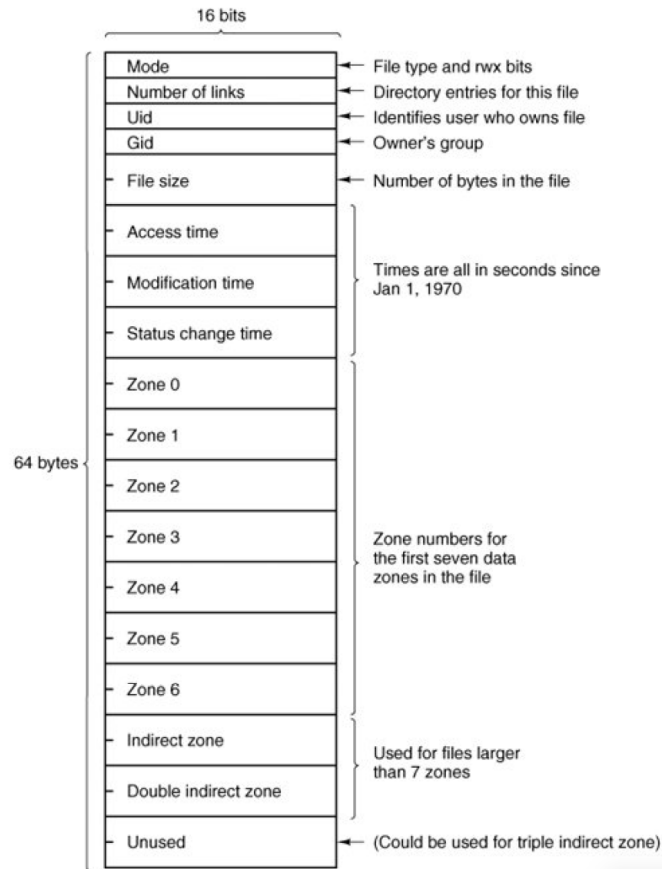 16 bits
Mode
File type and rwx bits
Number of links
Directory entries for this file
Uid
Identifies user who owns file
Gid
Owner's group
File size
Number of bytes in the file
Access time
Modification time
Times are all in seconds since
Jan 1, 1970
Status change time
Zone 0
Zone 1
64 bytes
Zone 2
Zone 3
Zone 4
Zone 5
Zone 6
Zone numbers for
the first seven data
zones in the file
Indirect zone
Double indirect zone
Used for files larger
than 7 zones
Unused
(Could be used for triple indirect zone)